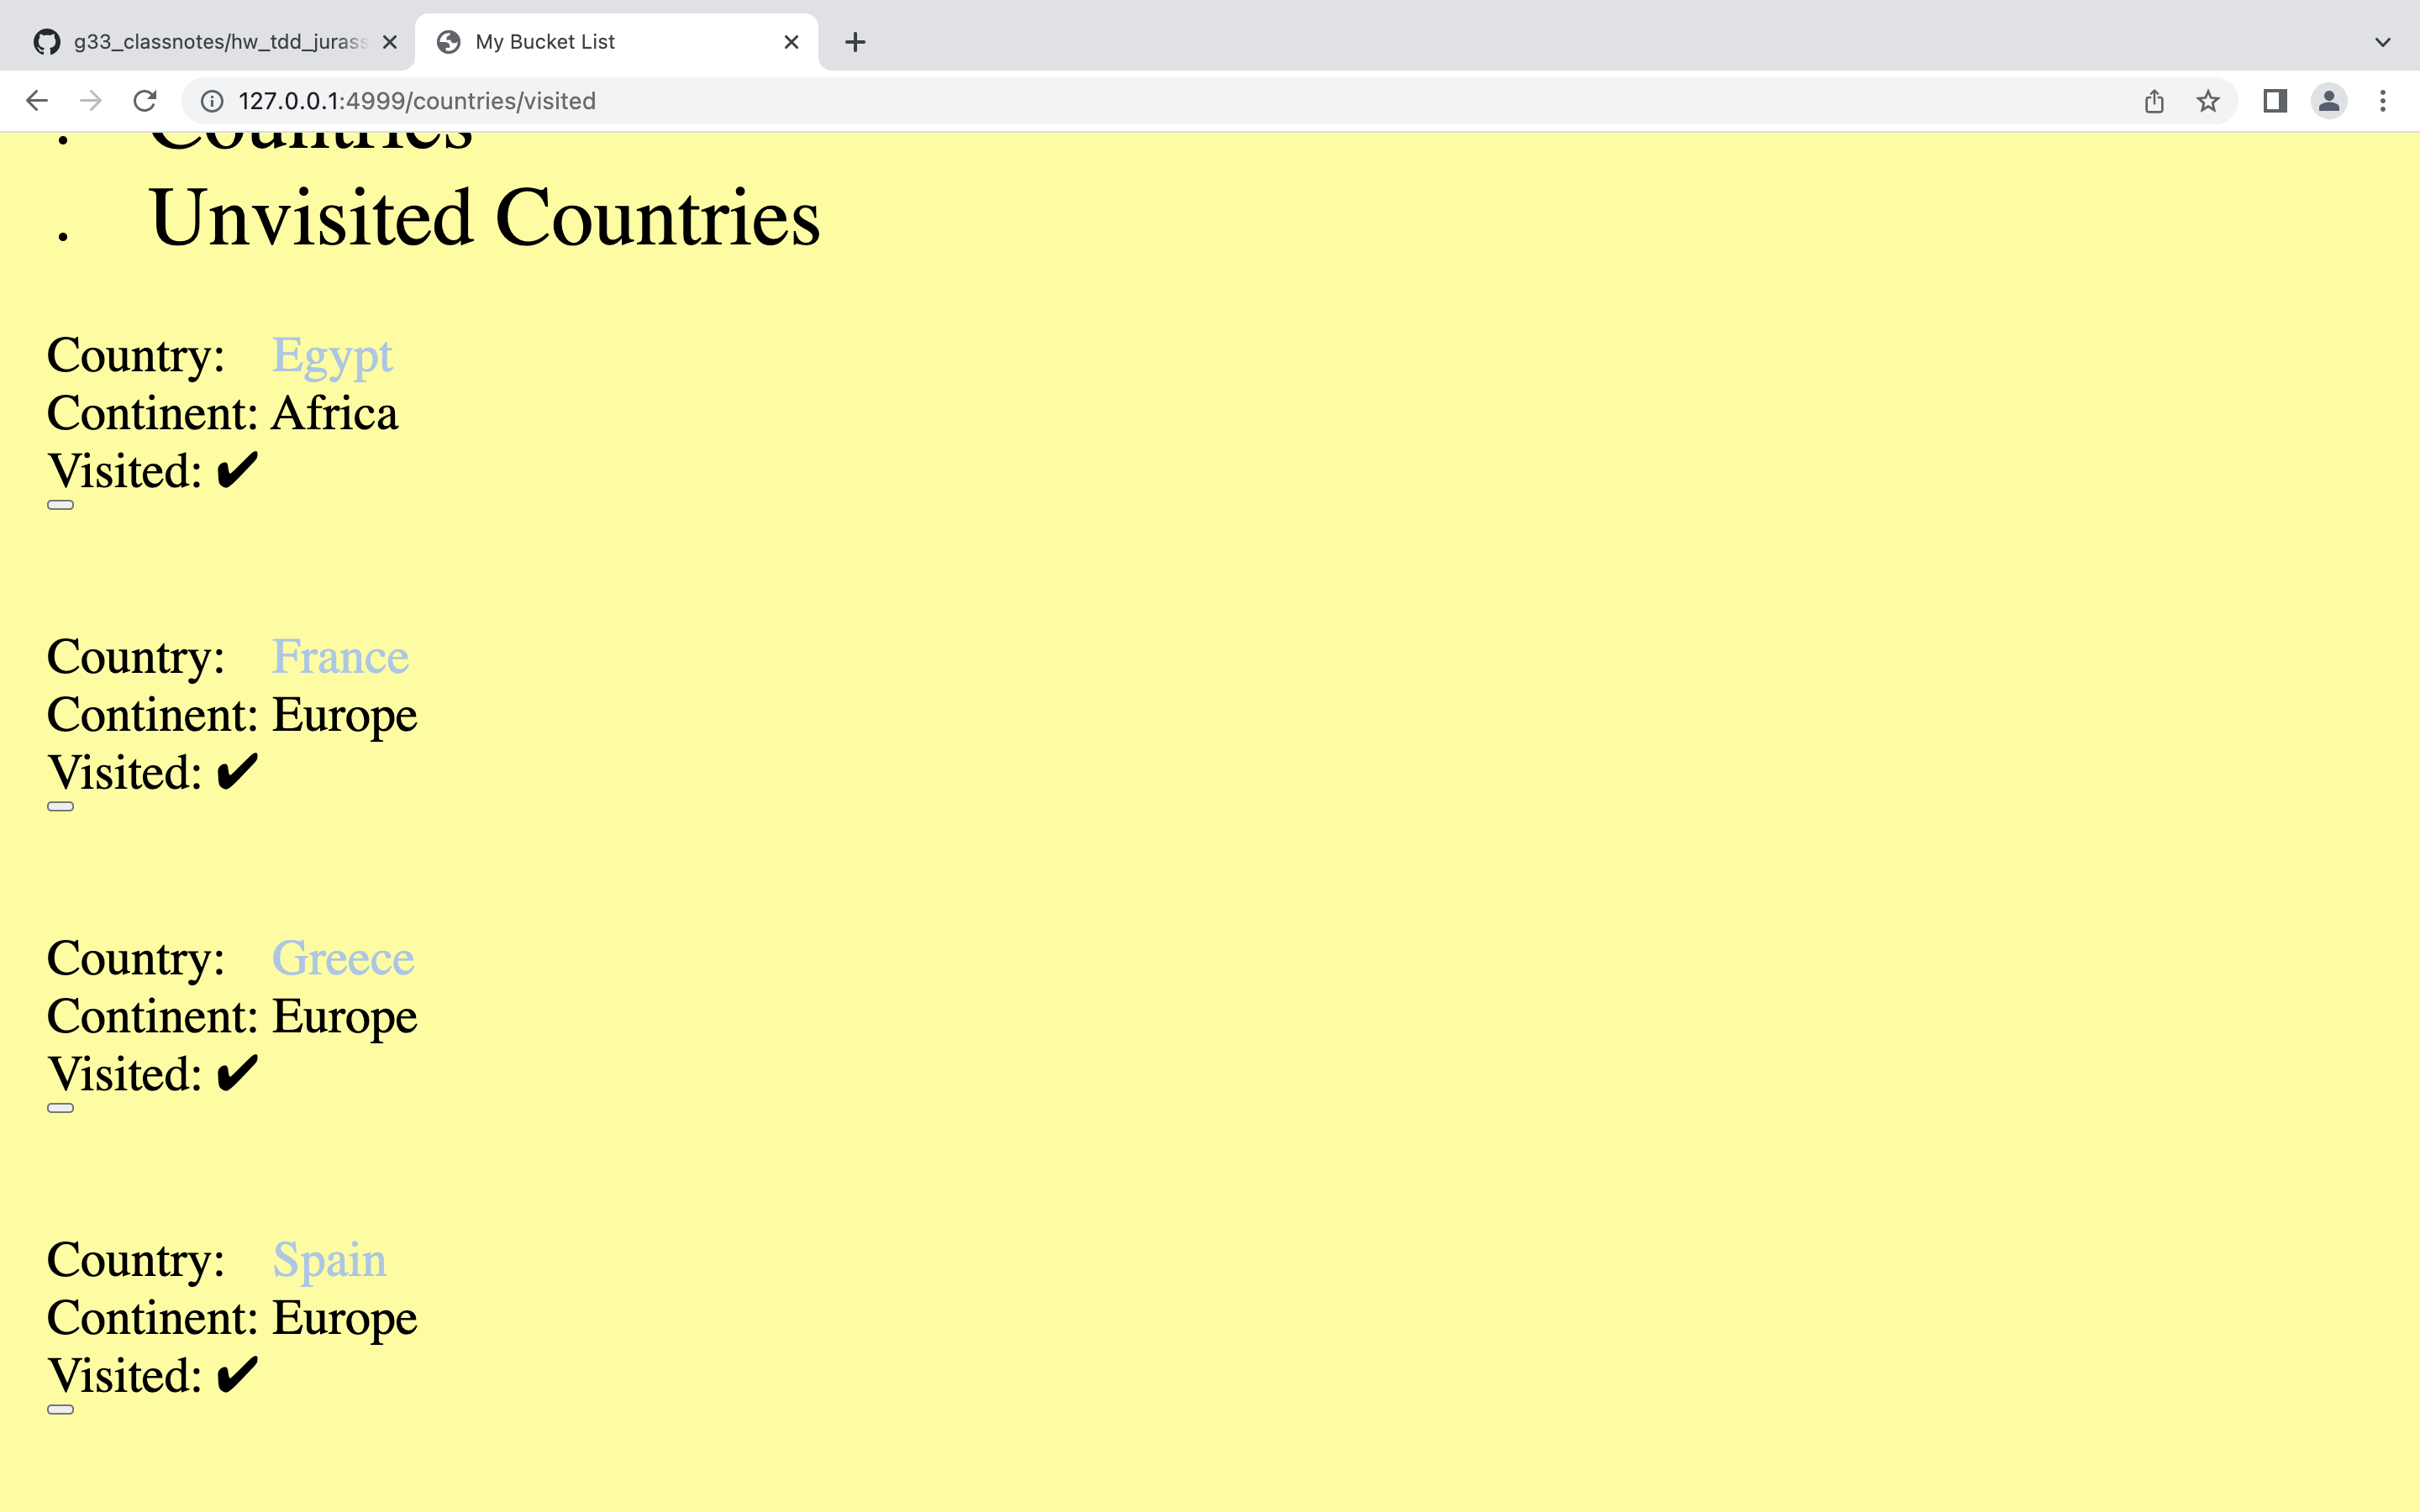 g33_classnotes/hw_tdd_jurass
My Bucket List
127.0.0.1:4999/countries/visited
Countries
Unvisited Countries
Country: Egypt
Continent: Africa
Visited: ✔
Country: France
Continent: Europe
Visited: ✔
Country: Greece
Continent: Europe
Visited: ✔
Country: Spain
Continent: Europe
Visited: ✔